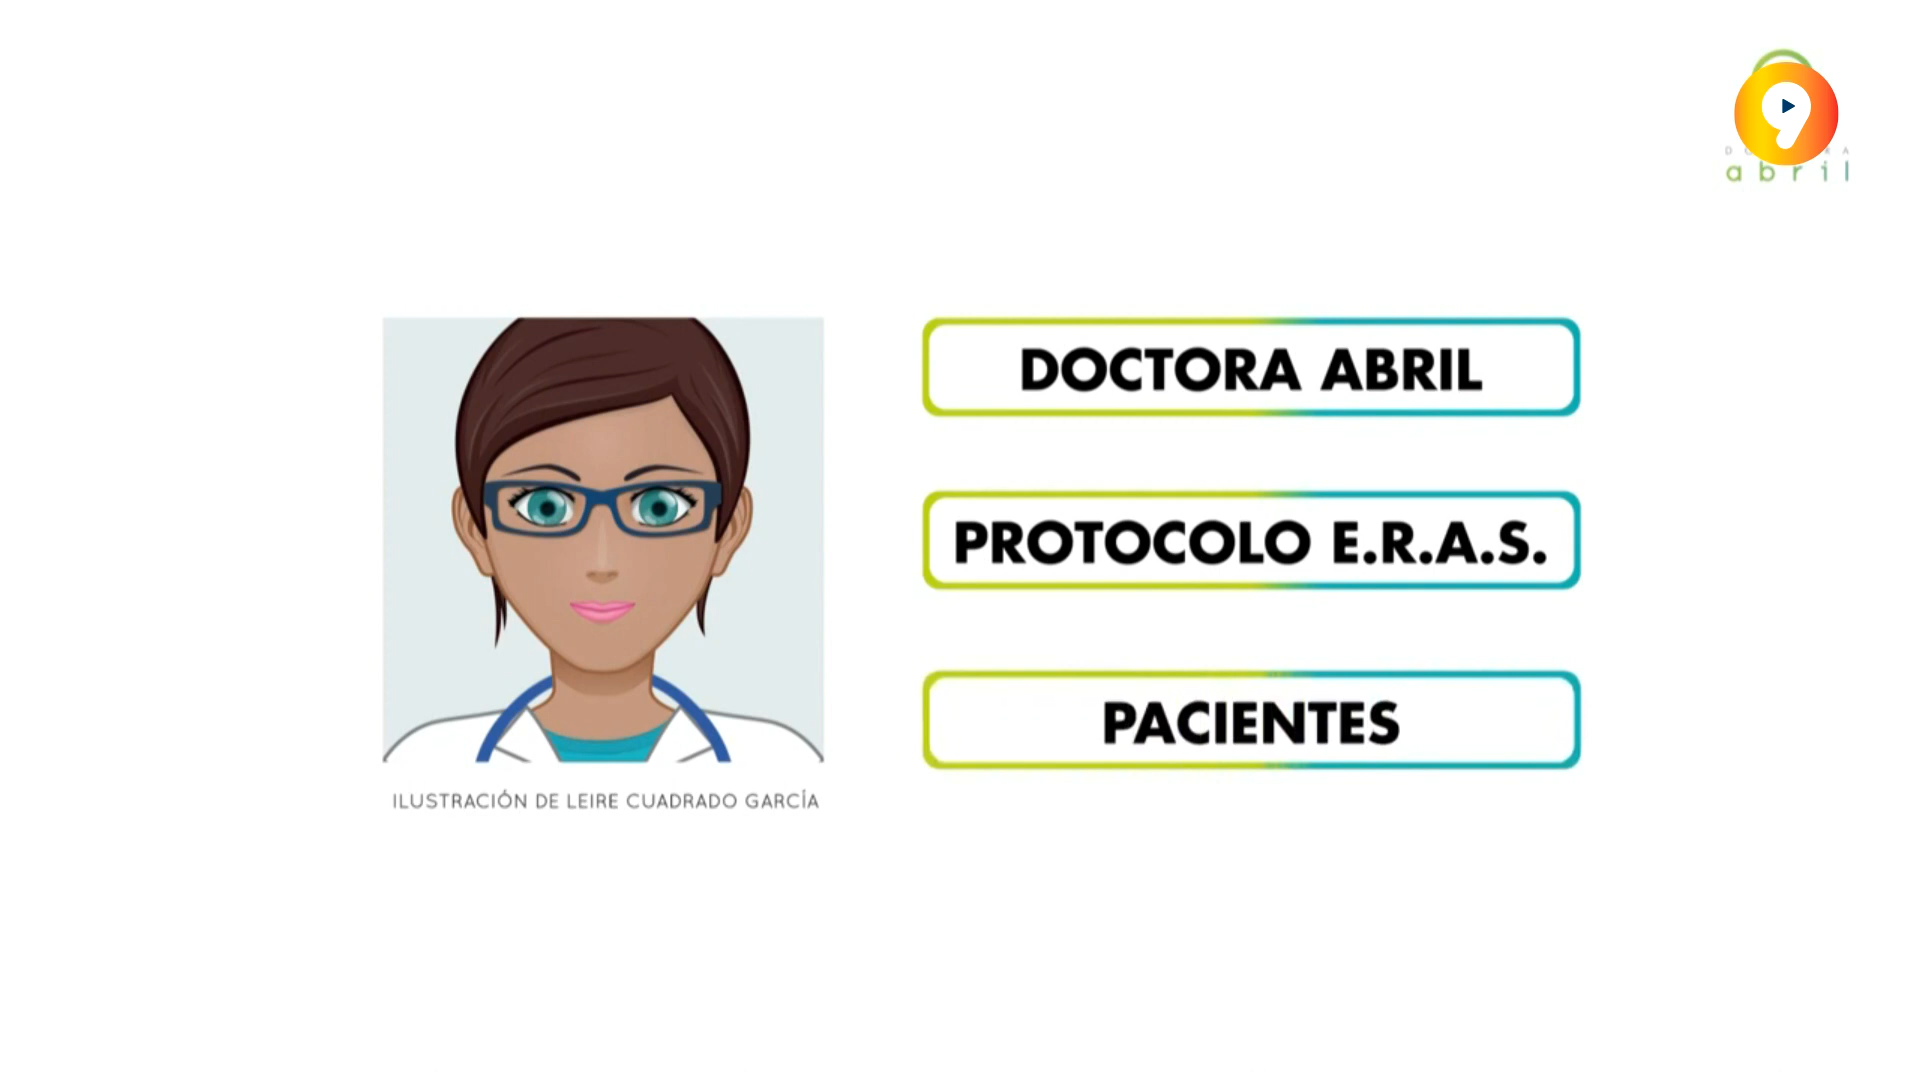 abril
DOCTORA ABRIL
PROTOCOLO E.R.A.S.
PACIENTES
ILUSTRACIÓN DE LEIRE CUADRADO GARCÍA